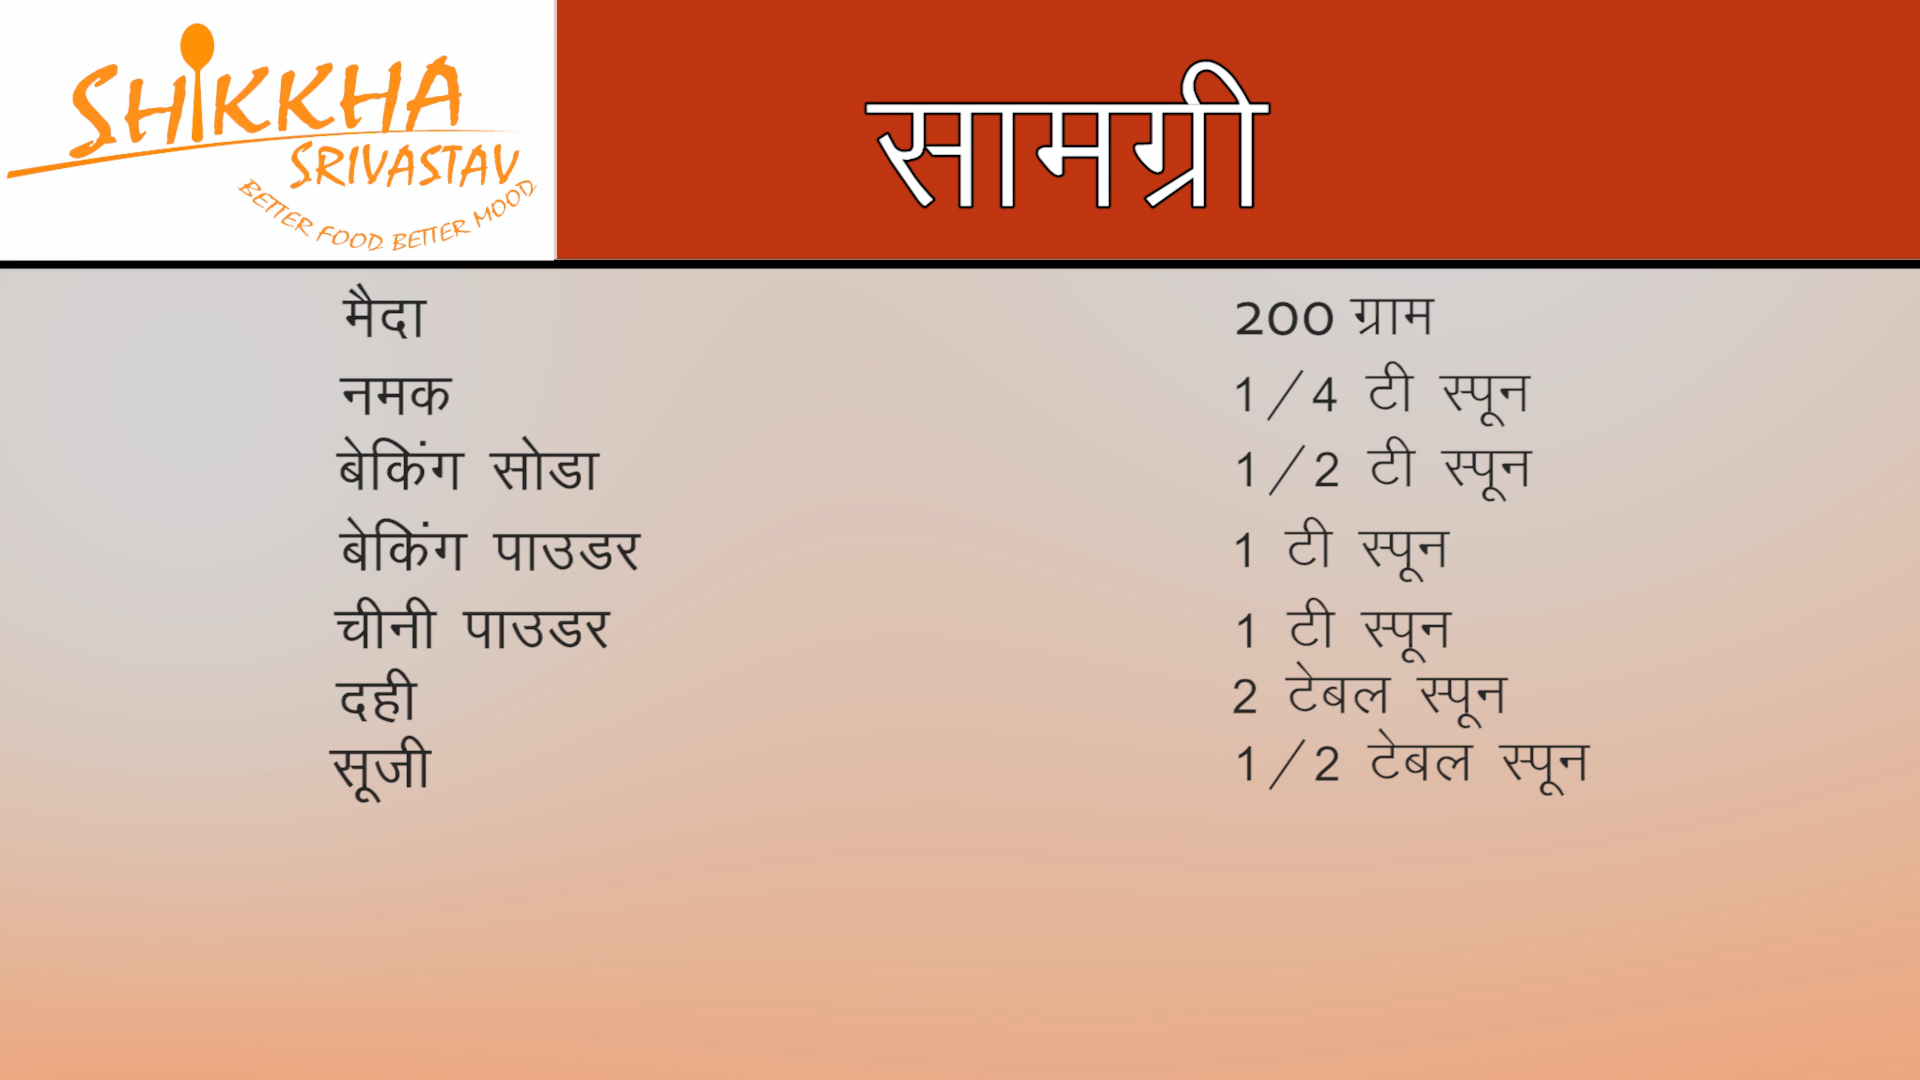 SHIKKHA
SRIVASTAV
BETTER FOOD BETTER MOOD
सामग्री
मैदा 200 ग्राम
नमक 1/4 टी स्पून
बेकिंग सोडा 1/2 टी स्पून
बेकिंग पाउडर 1 टी स्पून
चीनी पाउडर 1 टी स्पून
दही 2 टेबल स्पून
सूजी 1/2 टेबल स्पून